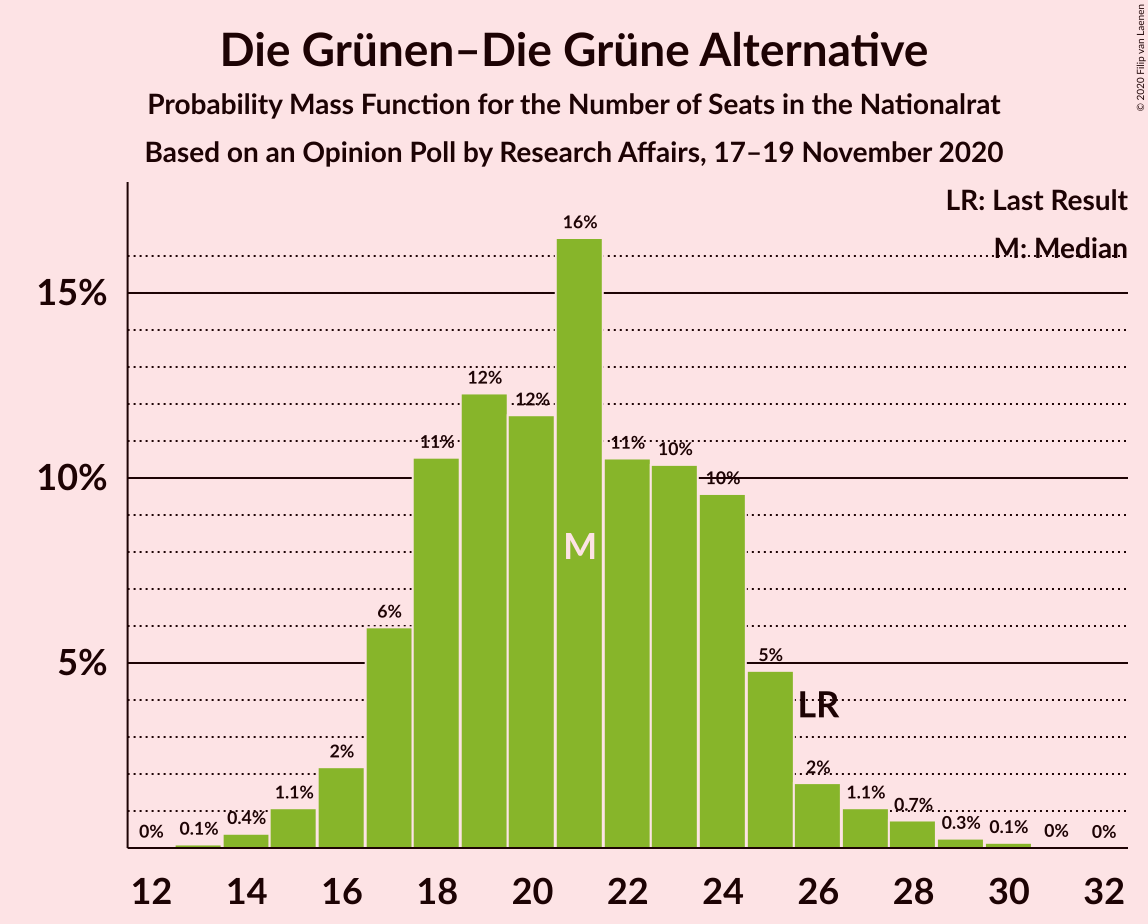 Die Grünen–Die Grüne Alternative
Probability Mass Function for the Number of Seats in the Nationalrat
Based on an Opinion Poll by Research Affairs, 17–19 November 2020
© 2020 Filip van Laenen
LR: Last Result
M: Median
15%
10%
5%
0%
0.1%
0.4%
1.1%
2%
6%
11%
12%
12%
16%
11%
10%
10%
5%
2%
1.1%
0.7%
0.3%
0.1%
0%
0%
M
LR
12 14 16 18 20 22 24 26 28 30 32